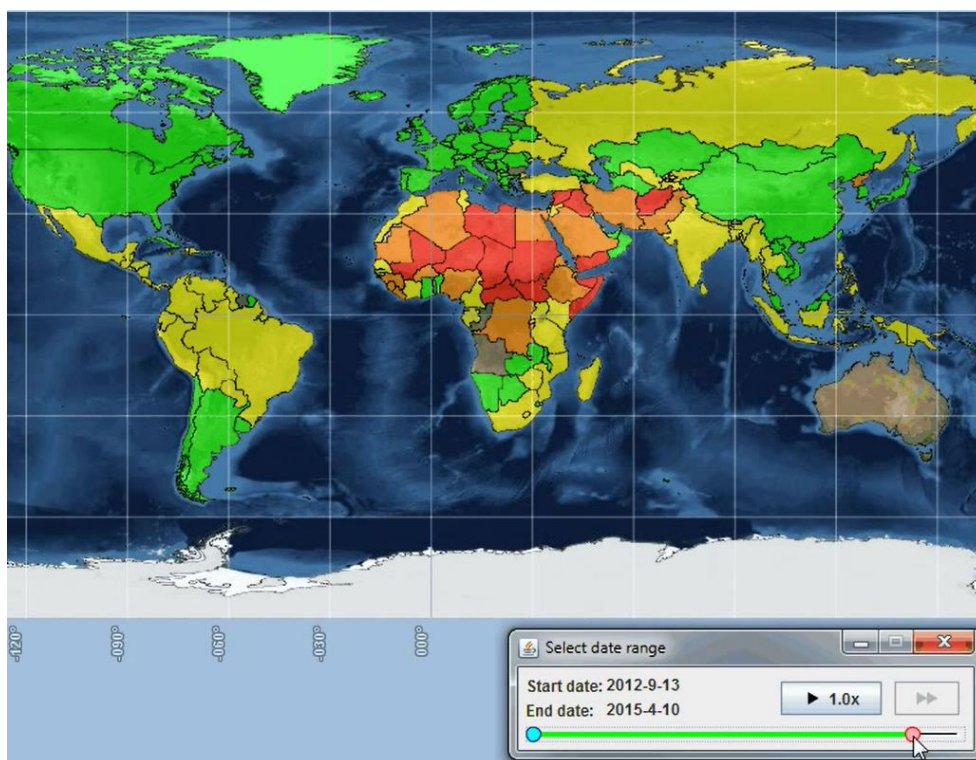 -120°
-090°
-060°
-030°
000°
Select date range
Start date: 2012-9-13
1.0x
End date: 2015-4-10